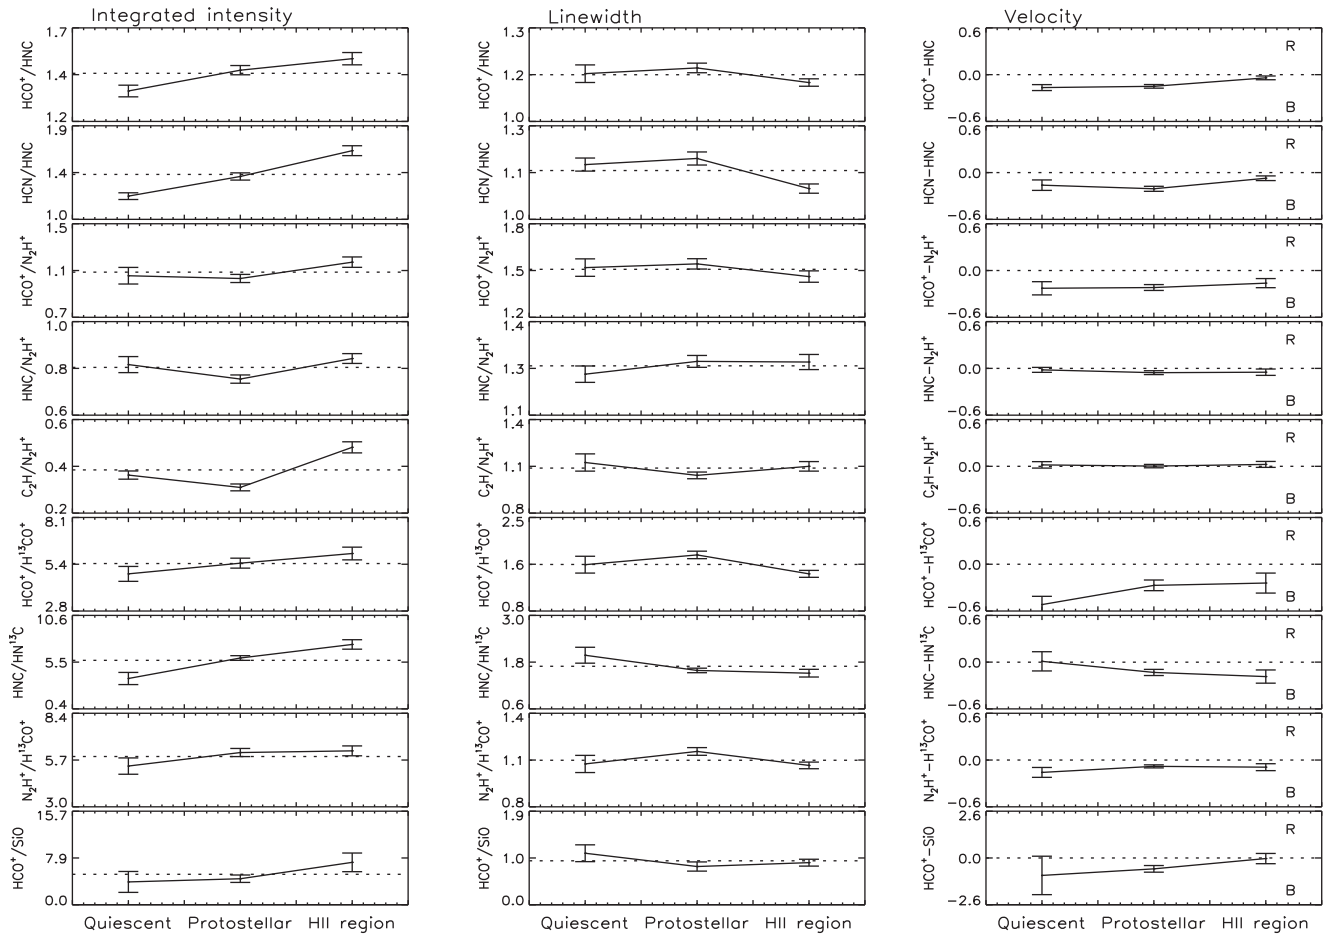 Integrated intensity Linewidth Velocity
1.7 1.3 0.6
HCO⁺/HNC 1.4 HCO⁺/HNC 1.2 HCO⁺−HNC 0.0 R B
1.2 1.0 −0.6
1.9 1.3 0.6
HCN/HNC 1.4 HCN/HNC 1.1 HCN−HNC 0.0 R B
1.0 1.0 −0.6
1.5 1.8 0.6
HCO⁺/N₂H⁺ 1.1 HCO⁺/N₂H⁺ 1.5 HCO⁺−N₂H⁺ 0.0 R B
0.7 1.2 −0.6
1.0 1.4 0.6
HNC/N₂H⁺ 0.8 HNC/N₂H⁺ 1.3 HNC−N₂H⁺ 0.0 R B
0.6 1.1 −0.6
0.6 1.4 0.6
C₂H/N₂H⁺ 0.4 C₂H/N₂H⁺ 1.1 C₂H−N₂H⁺ 0.0 R B
0.2 0.8 −0.6
8.1 2.5 0.6
HCO⁺/H¹³CO⁺ 5.4 HCO⁺/H¹³CO⁺ 1.6 HCO⁺−H¹³CO⁺ 0.0 R B
2.8 0.8 −0.6
10.6 3.0 0.6
HNC/HN¹³C 5.5 HNC/HN¹³C 1.8 HNC−HN¹³C 0.0 R B
0.4 0.6 −0.6
8.4 1.4 0.6
N₂H⁺/H¹³CO⁺ 5.7 N₂H⁺/H¹³CO⁺ 1.1 N₂H⁺−H¹³CO⁺ 0.0 R B
3.0 0.8 −0.6
15.7 1.9 2.6
HCO⁺/SiO 7.9 HCO⁺/SiO 1.0 HCO⁺−SiO 0.0 R B
0.0 0.0 −2.6
Quiescent Protostellar HII region Quiescent Protostellar HII region Quiescent Protostellar HII region